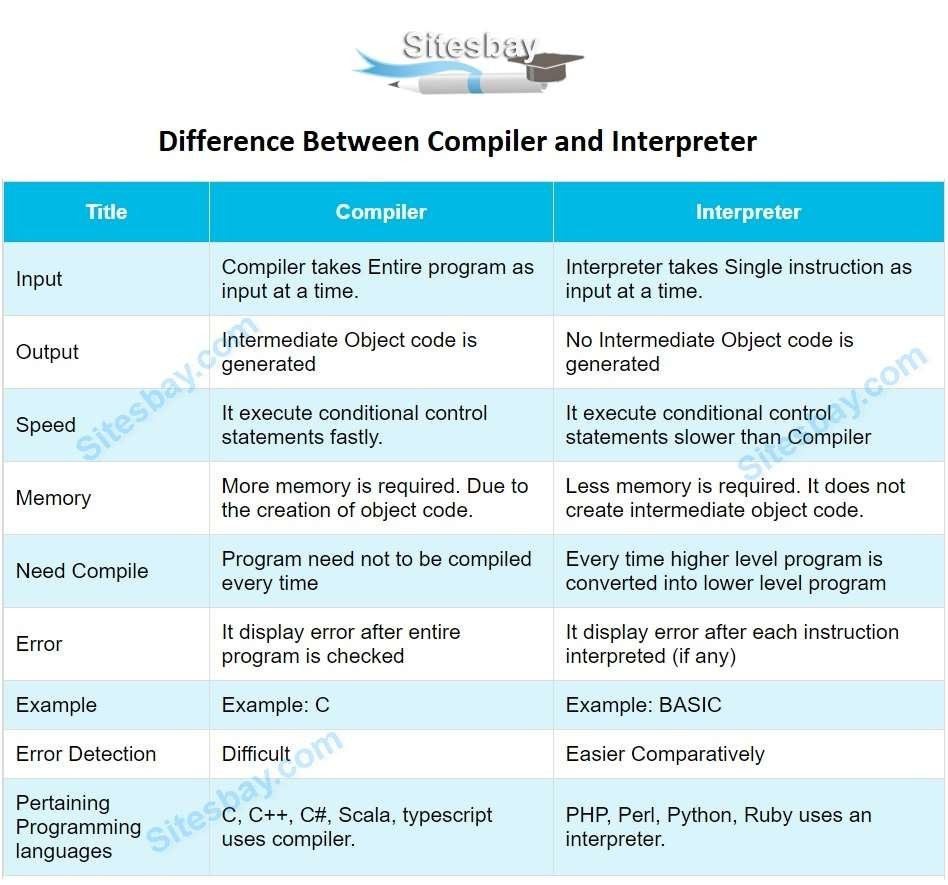 Sitesbay
Difference Between Compiler and Interpreter
Title
Compiler
Interpreter
Input
Compiler takes Entire program as
input at a time.
Interpreter takes Single instruction as
input at a time.
Output
Intermediate Object code is
generated
No Intermediate Object code is
generated
Speed
It execute conditional control
statements fastly.
It execute conditional control
statements slower than Compiler
Memory
More memory is required. Due to
the creation of object code.
Less memory is required. It does not
create intermediate object code.
Need Compile
Program need not to be compiled
every time
Every time higher level program is
converted into lower level program
Error
It display error after entire
program is checked
It display error after each instruction
interpreted (if any)
Example
Example: C
Example: BASIC
Error Detection
Difficult
Easier Comparatively
Pertaining
Programming
languages
C, C++, C#, Scala, typescript
uses compiler.
PHP, Perl, Python, Ruby uses an
interpreter.
Sitesbay.com
Sitesbay.com
Sitesbay.com